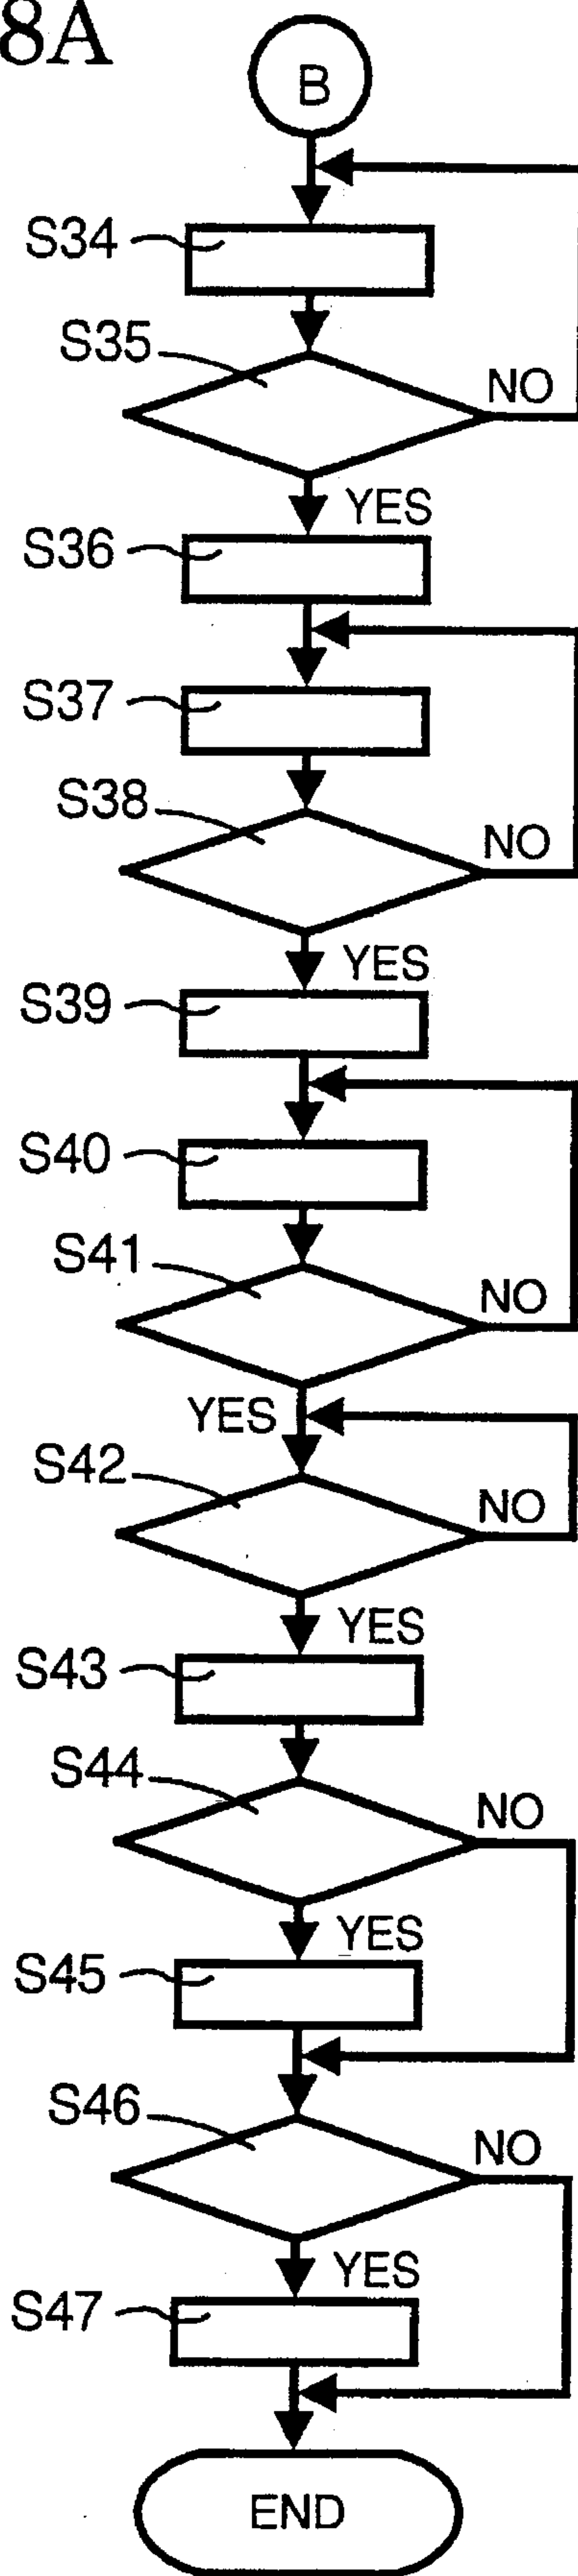 8A
B
S34
S35
NO
YES
S36
S37
S38
NO
YES
S39
S40
S41
NO
YES
S42
NO
YES
S43
S44
NO
YES
S45
S46
NO
YES
S47
END